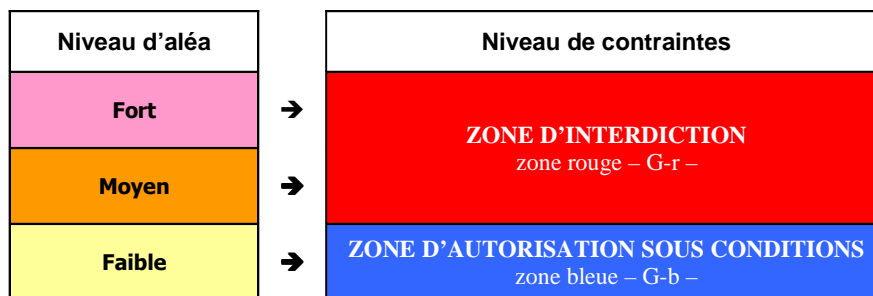 Niveau d'aléa
Niveau de contraintes
Fort
➔
ZONE D'INTERDICTION
zone rouge – G-r –
Moyen
➔
Faible
➔
ZONE D'AUTORISATION SOUS CONDITIONS
zone bleue – G-b –